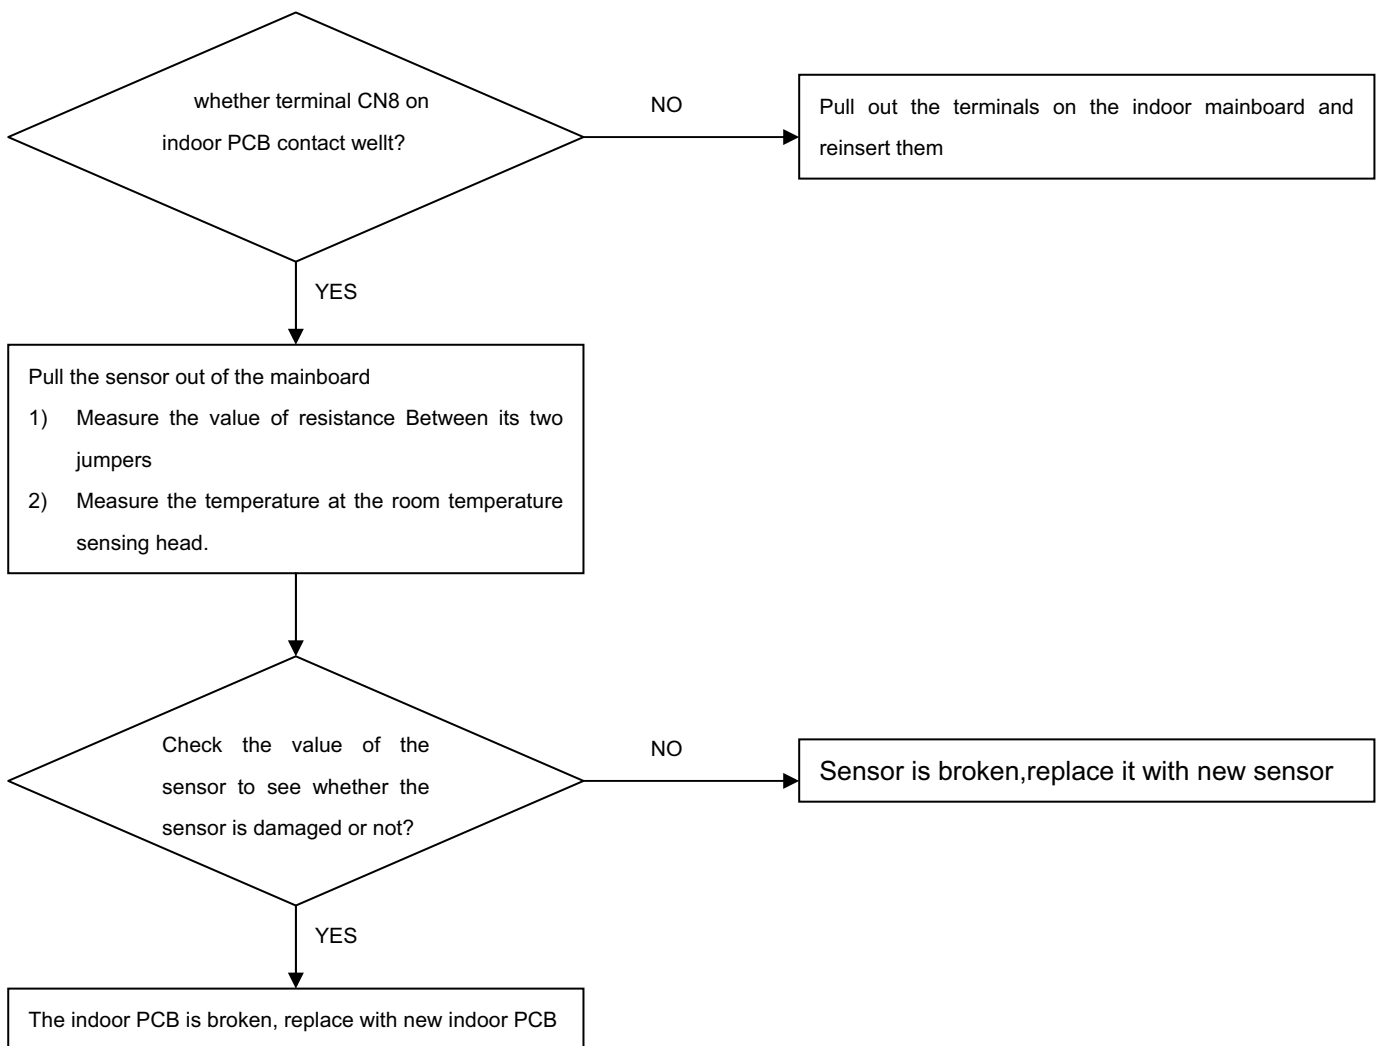 whether terminal CN8 on
indoor PCB contact wellt?
NO
Pull out the terminals on the indoor mainboard and
reinsert them
YES
Pull the sensor out of the mainboard
1) Measure the value of resistance Between its two
jumpers
2) Measure the temperature at the room temperature
sensing head.
Check the value of the
sensor to see whether the
sensor is damaged or not?
NO
Sensor is broken,replace it with new sensor
YES
The indoor PCB is broken, replace with new indoor PCB